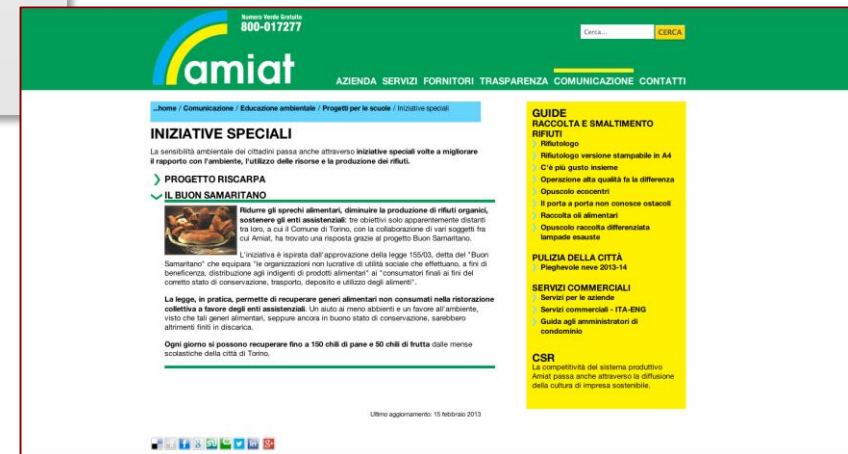 Numero Verde Gratuito
800-017277
amiat
Cerca...
CERCA
AZIENDA SERVIZI FORNITORI TRASPARENZA COMUNICAZIONE CONTATTI
...home / Comunicazione / Educazione ambientale / Progetti per le scuole / Iniziative speciali
INIZIATIVE SPECIALI
La sensibilità ambientale dei cittadini passa anche attraverso iniziative speciali volte a migliorare
il rapporto con l'ambiente, l'utilizzo delle risorse e la produzione dei rifiuti.
PROGETTO RISCARPA
IL BUON SAMARITANO
Ridurre gli sprechi alimentari, diminuire la produzione di rifiuti organici,
sostenere gli enti assistenziali: tre obiettivi solo apparentemente distanti
tra loro, a cui il Comune di Torino, con la collaborazione di vari soggetti fra
cui Amiat, ha trovato una risposta grazie al progetto Buon Samaritano.
L'iniziativa è ispirata dall'approvazione della legge 155/03, detta del "Buon
Samaritano" che equipara "le organizzazioni non lucrative di utilità sociale che effettuano, a fini di
beneficenza, distribuzione agli indigenti di prodotti alimentari" ai "consumatori finali ai fini del
corretto stato di conservazione, trasporto, deposito e utilizzo degli alimenti".
La legge, in pratica, permette di recuperare generi alimentari non consumati nella ristorazione
collettiva a favore degli enti assistenziali. Un aiuto ai meno abbienti e un favore all'ambiente,
visto che tali generi alimentari, seppure ancora in buono stato di conservazione, sarebbero
altrimenti finiti in discarica.
Ogni giorno si possono recuperare fino a 150 chili di pane e 50 chili di frutta dalle mense
scolastiche della città di Torino.
Ultimo aggiornamento: 15 febbraio 2013
GUIDE
RACCOLTA E SMALTIMENTO
RIFIUTI
Rifiutologo
Rifiutologo versione stampabile in A4
C'è più gusto insieme
Operazione alta qualità fa la differenza
Opuscolo ecocentri
Il porta a porta non conosce ostacoli
Raccolta oli alimentari
Opuscolo raccolta differenziata
lampade esauste
PULIZIA DELLA CITTÀ
Pieghevole neve 2013-14
SERVIZI COMMERCIALI
Servizi per le aziende
Servizi commerciali - ITA-ENG
Guida agli amministratori di
condominio
CSR
La competitività del sistema produttivo
Amiat passa anche attraverso la diffusione
della cultura di impresa sostenibile.